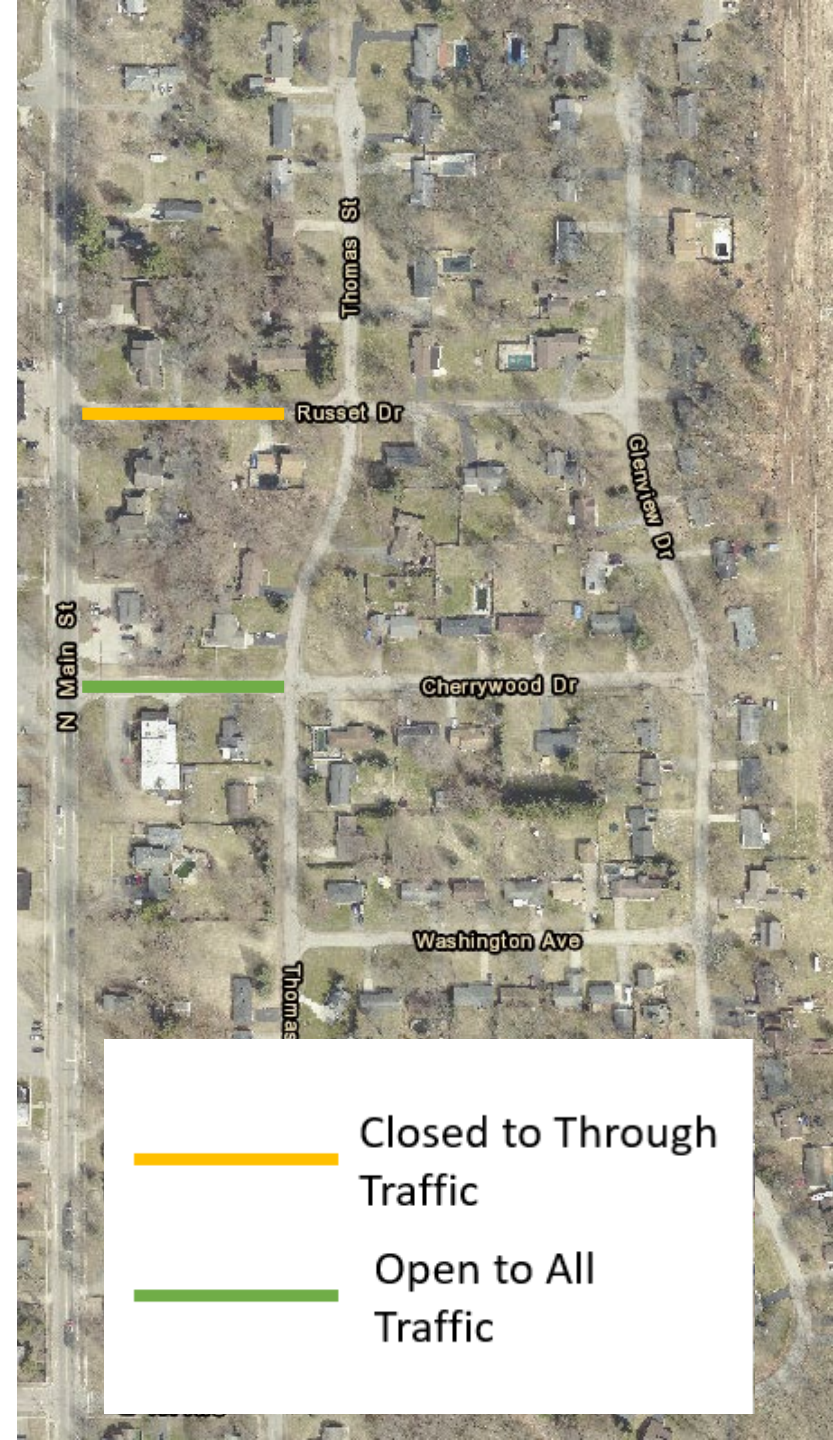 Thomas St
Russet Dr
Glenview Dr
N Main St
Cherrywood Dr
Washington Ave
Thomas
Closed to Through
Traffic
Open to All
Traffic